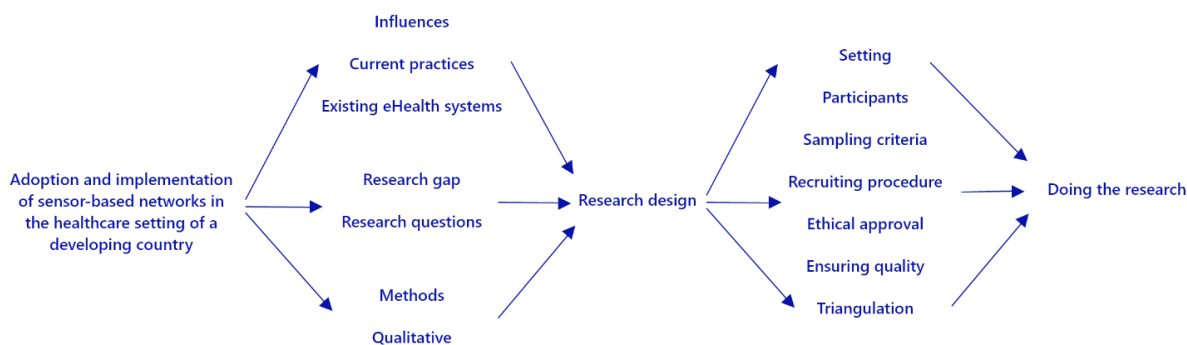 Adoption and implementation
of sensor-based networks in
the healthcare setting of a
developing country
Influences
Current practices
Existing eHealth systems
Research gap
Research questions
Methods
Qualitative
Research design
Setting
Participants
Sampling criteria
Recruiting procedure
Ethical approval
Ensuring quality
Triangulation
Doing the research